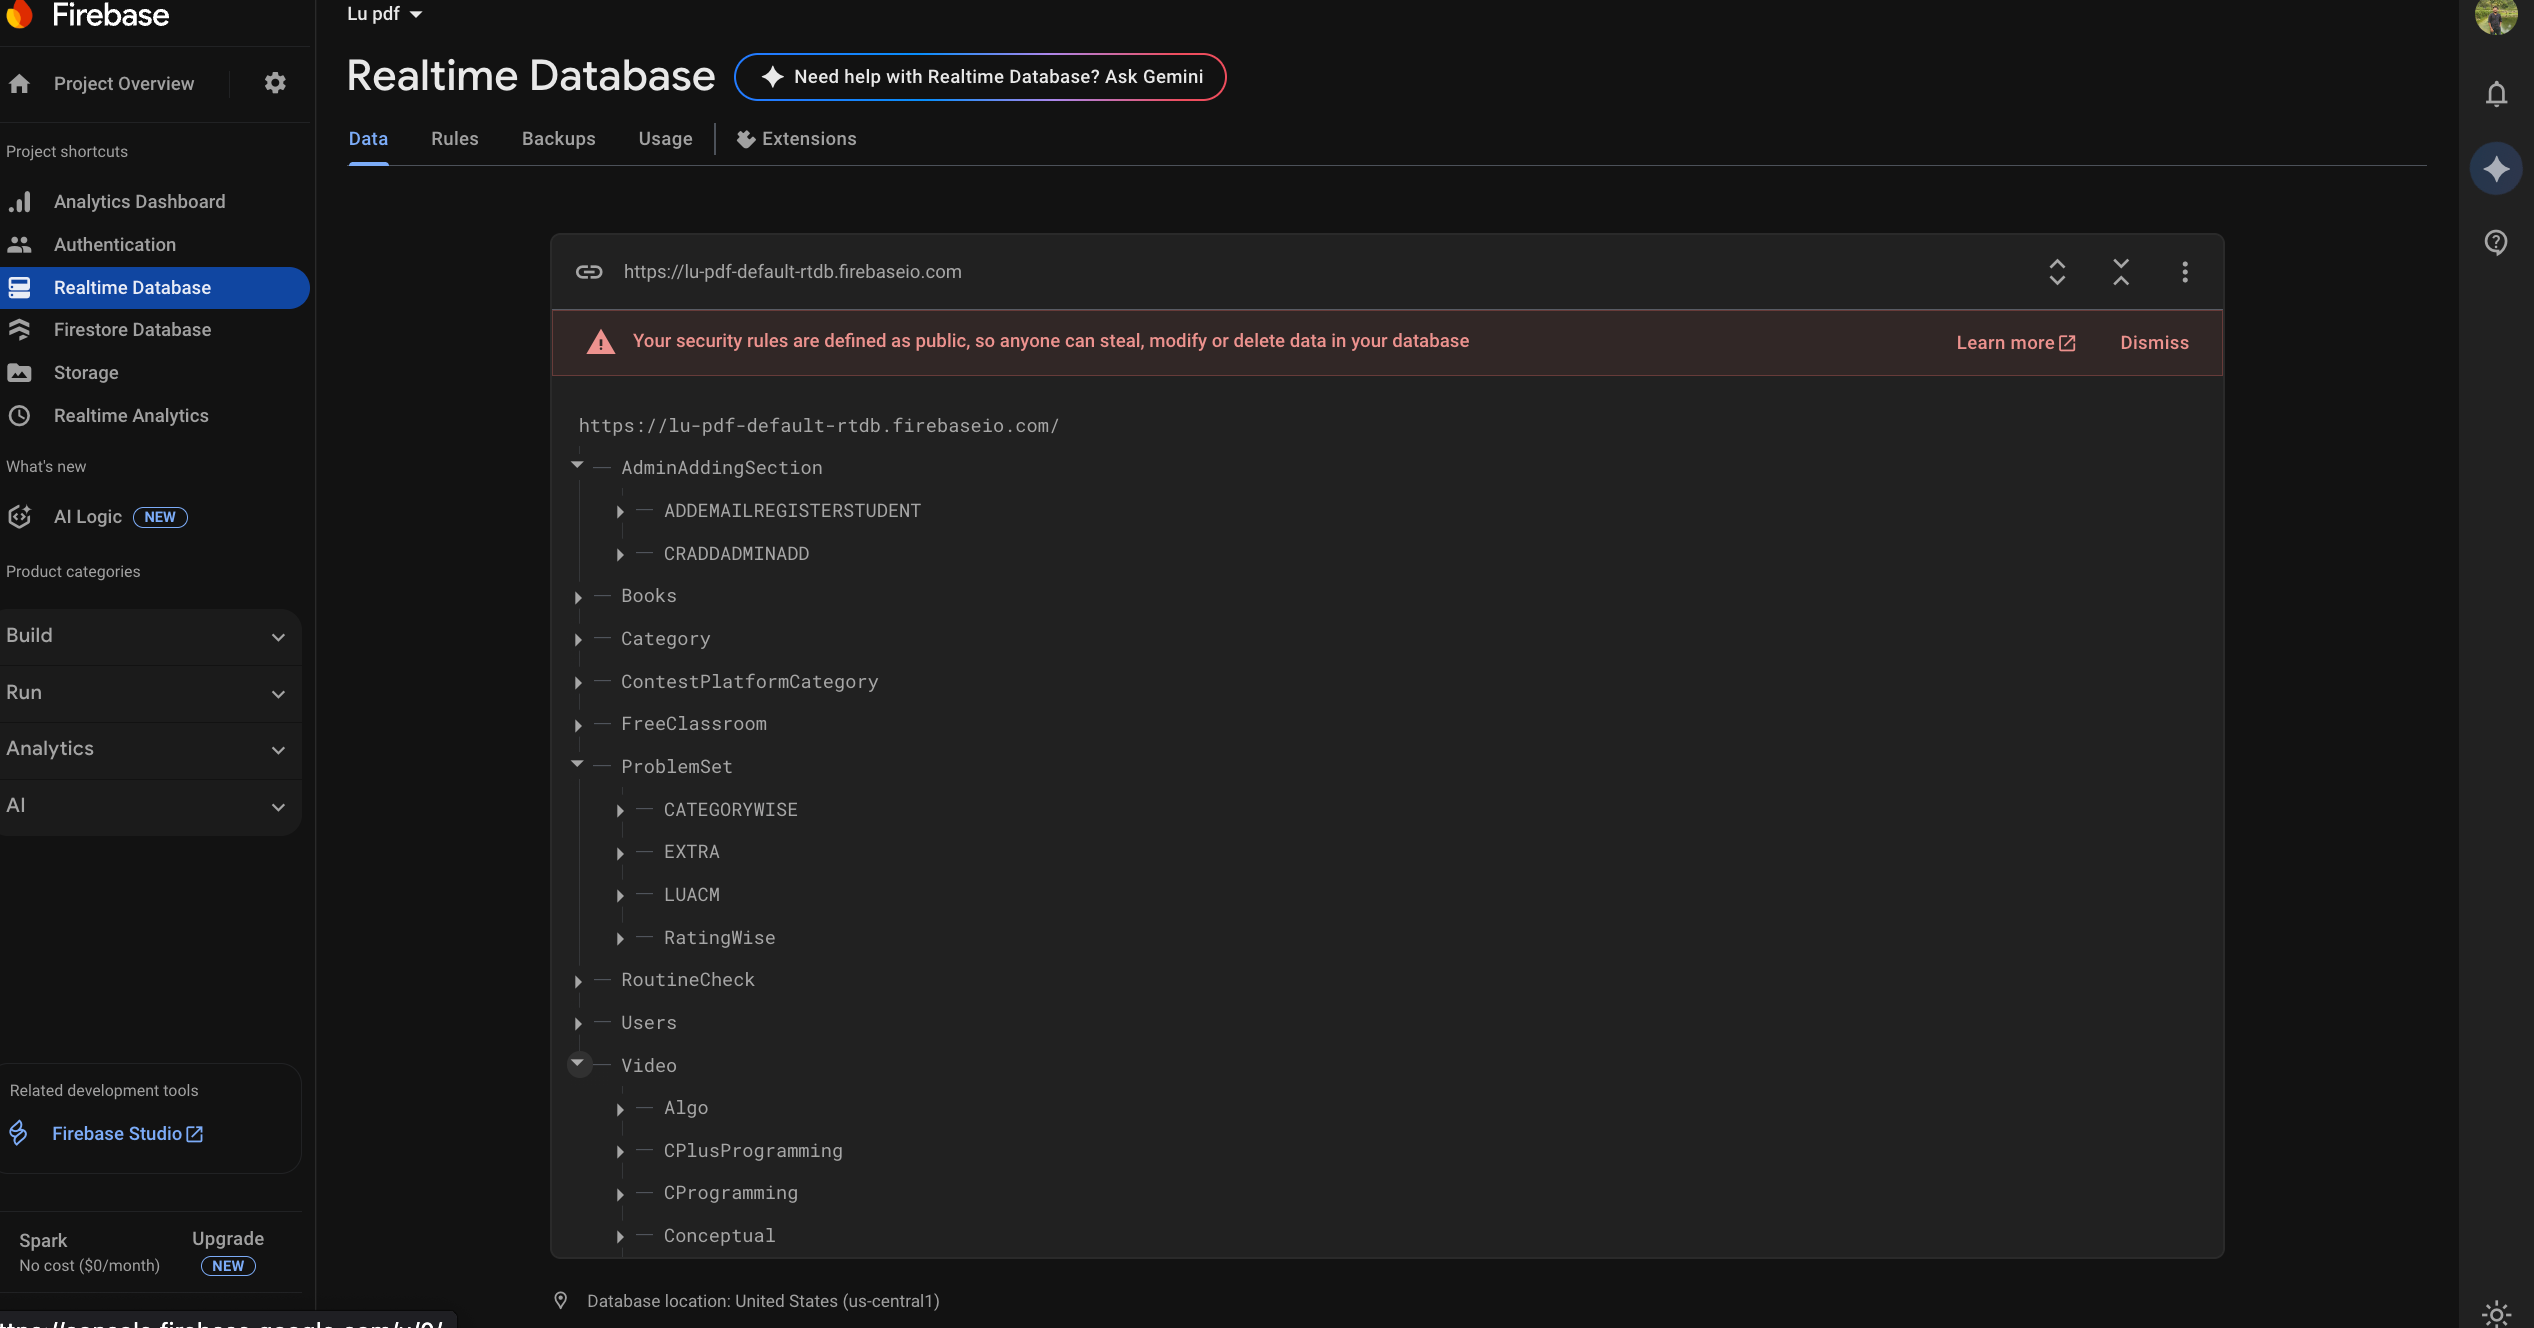 Firebase
Project Overview
Project shortcuts
Analytics Dashboard
Authentication
Realtime Database
Firestore Database
Storage
Realtime Analytics
What's new
AI Logic NEW
Product categories
Build
Run
Analytics
AI
Related development tools
Firebase Studio
Spark
No cost ($0/month)
Upgrade
NEW
Lu pdf
Realtime Database
Need help with Realtime Database? Ask Gemini
Data Rules Backups Usage Extensions
https://lu-pdf-default-rtdb.firebaseio.com
Your security rules are defined as public, so anyone can steal, modify or delete data in your database
Learn more Dismiss
https://lu-pdf-default-rtdb.firebaseio.com/
AdminAddingSection
ADDEMAILREGISTERSTUDENT
CRADDADMINADD
Books
Category
ContestPlatformCategory
FreeClassroom
ProblemSet
CATEGORYWISE
EXTRA
LUACM
RatingWise
RoutineCheck
Users
Video
Algo
CPlusProgramming
CProgramming
Conceptual
Database location: United States (us-central1)